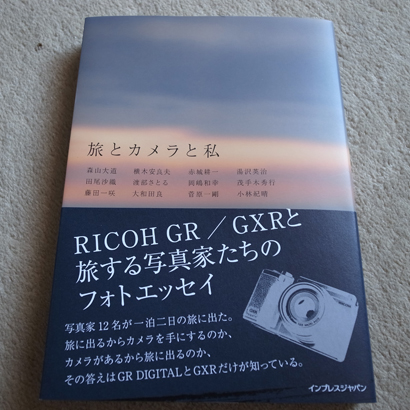 旅とカメラと私
森山大道 横木安良夫 赤城耕一 湯沢英治
田尾沙織 渡部さとる 岡嶋和幸 茂手木秀行
藤田一咲 大和田良 菅原一剛 小林紀晴
RICOH GR / GXRと
旅する写真家たちの
フォトエッセイ
写真家12名が一泊二日の旅に出た。
旅に出るからカメラを手にするのか、
カメラがあるから旅に出るのか、
その答えはGR DIGITALとGXRだけが知っている。
インプレスジャパン